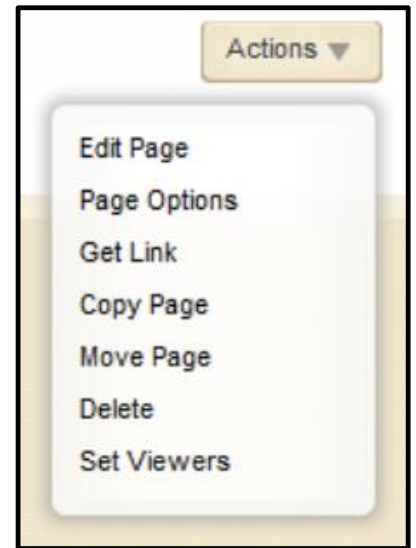 Actions
Edit Page
Page Options
Get Link
Copy Page
Move Page
Delete
Set Viewers